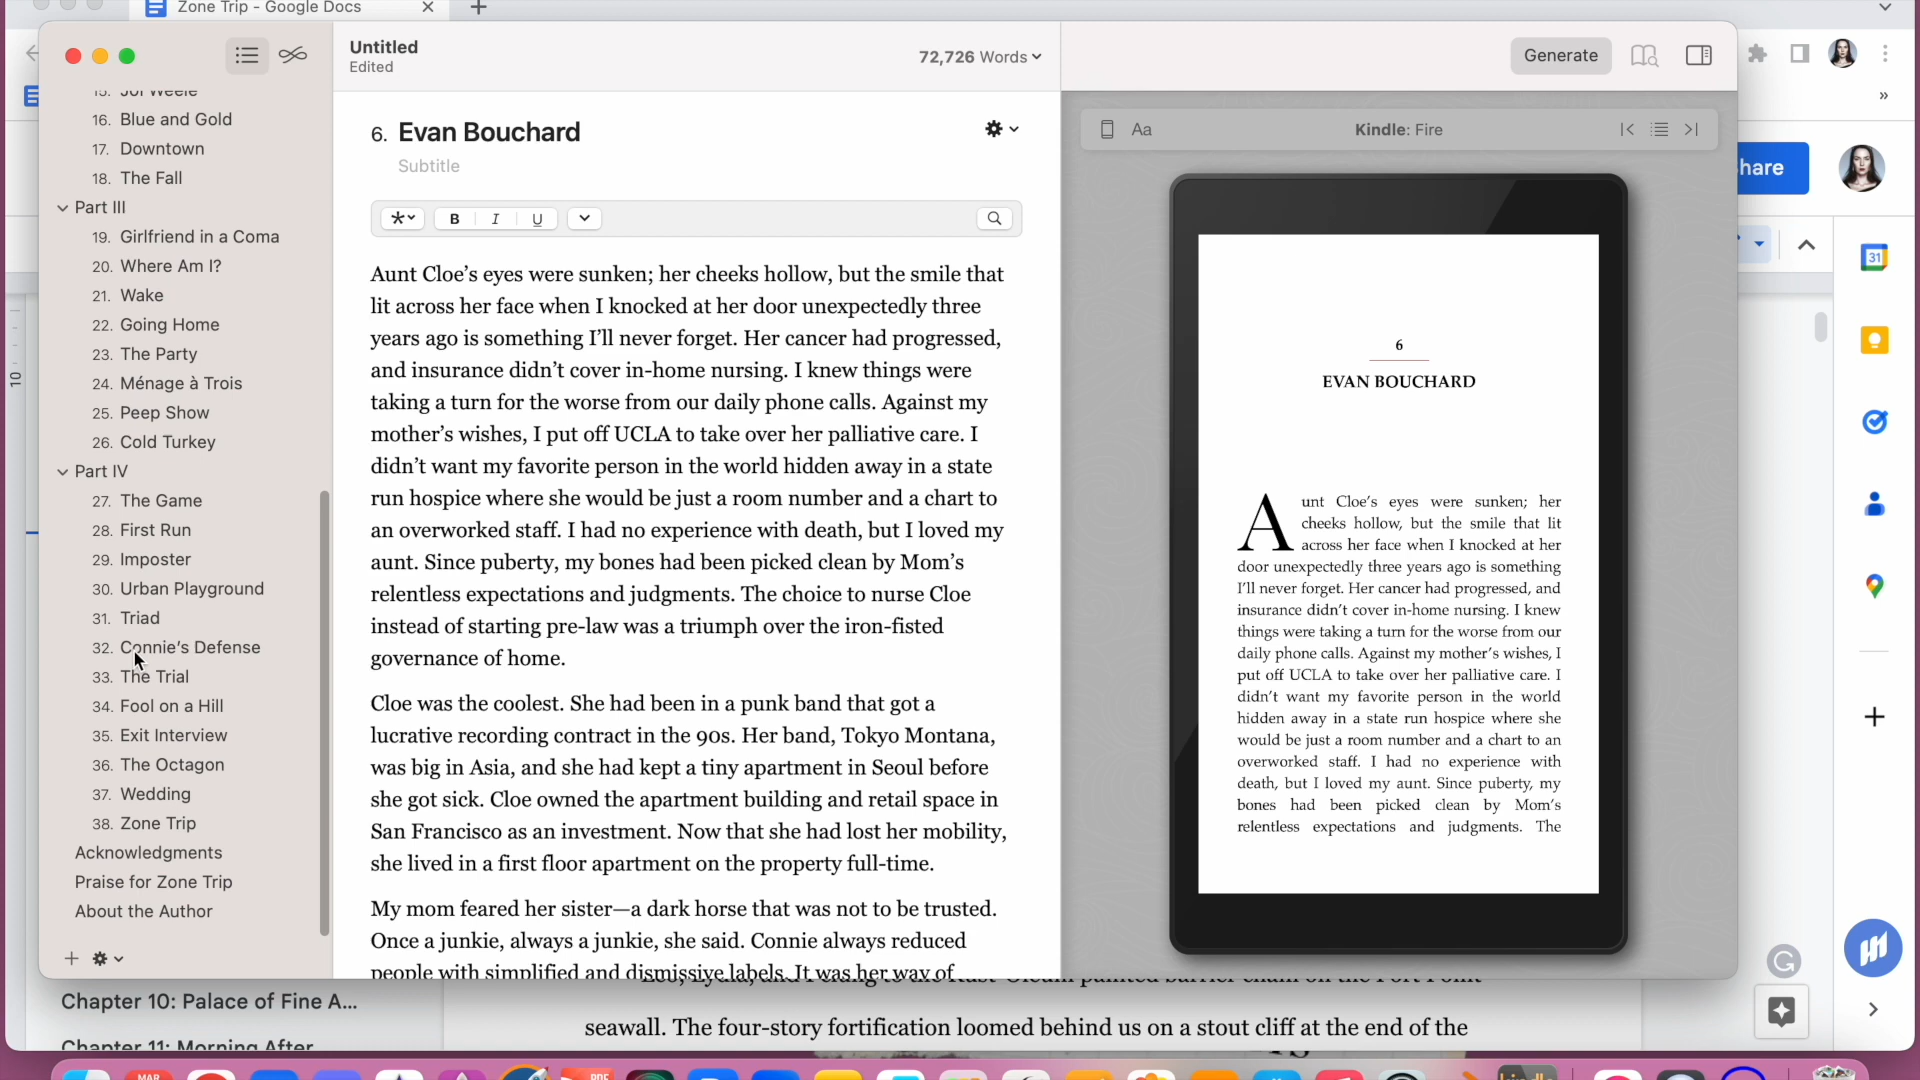 Zone Trip - Google Docs
Untitled
Edited
72,726 Words
Generate
15. Joi Weele
16. Blue and Gold
17. Downtown
18. The Fall
Part III
19. Girlfriend in a Coma
20. Where Am I?
21. Wake
22. Going Home
23. The Party
24. Ménage à Trois
25. Peep Show
26. Cold Turkey
Part IV
27. The Game
28. First Run
29. Imposter
30. Urban Playground
31. Triad
32. Connie's Defense
33. The Trial
34. Fool on a Hill
35. Exit Interview
36. The Octagon
37. Wedding
38. Zone Trip
Acknowledgments
Praise for Zone Trip
About the Author
Chapter 10: Palace of Fine A...
Chapter 11: Morning After
10
6. Evan Bouchard
Subtitle
B I U
Aunt Cloe’s eyes were sunken; her cheeks hollow, but the smile that
lit across her face when I knocked at her door unexpectedly three
years ago is something I’ll never forget. Her cancer had progressed,
and insurance didn’t cover in-home nursing. I knew things were
taking a turn for the worse from our daily phone calls. Against my
mother’s wishes, I put off UCLA to take over her palliative care. I
didn’t want my favorite person in the world hidden away in a state
run hospice where she would be just a room number and a chart to
an overworked staff. I had no experience with death, but I loved my
aunt. Since puberty, my bones had been picked clean by Mom’s
relentless expectations and judgments. The choice to nurse Cloe
instead of starting pre-law was a triumph over the iron-fisted
governance of home.
Cloe was the coolest. She had been in a punk band that got a
lucrative recording contract in the 90s. Her band, Tokyo Montana,
was big in Asia, and she had kept a tiny apartment in Seoul before
she got sick. Cloe owned the apartment building and retail space in
San Francisco as an investment. Now that she had lost her mobility,
she lived in a first floor apartment on the property full-time.
My mom feared her sister—a dark horse that was not to be trusted.
Once a junkie, always a junkie, she said. Connie always reduced
people with simplified and dismissive labels. It was her way of
seawall. The four-story fortification loomed behind us on a stout cliff at the end of the
Aa
Kindle: Fire
6
EVAN BOUCHARD
Aunt Cloe’s eyes were sunken; her
cheeks hollow, but the smile that lit
across her face when I knocked at her
door unexpectedly three years ago is something
I’ll never forget. Her cancer had progressed, and
insurance didn’t cover in-home nursing. I knew
things were taking a turn for the worse from our
daily phone calls. Against my mother’s wishes, I
put off UCLA to take over her palliative care. I
didn’t want my favorite person in the world
hidden away in a state run hospice where she
would be just a room number and a chart to an
overworked staff. I had no experience with
death, but I loved my aunt. Since puberty, my
bones had been picked clean by Mom’s
relentless expectations and judgments. The
hare
31
MAR
PDF
kindle